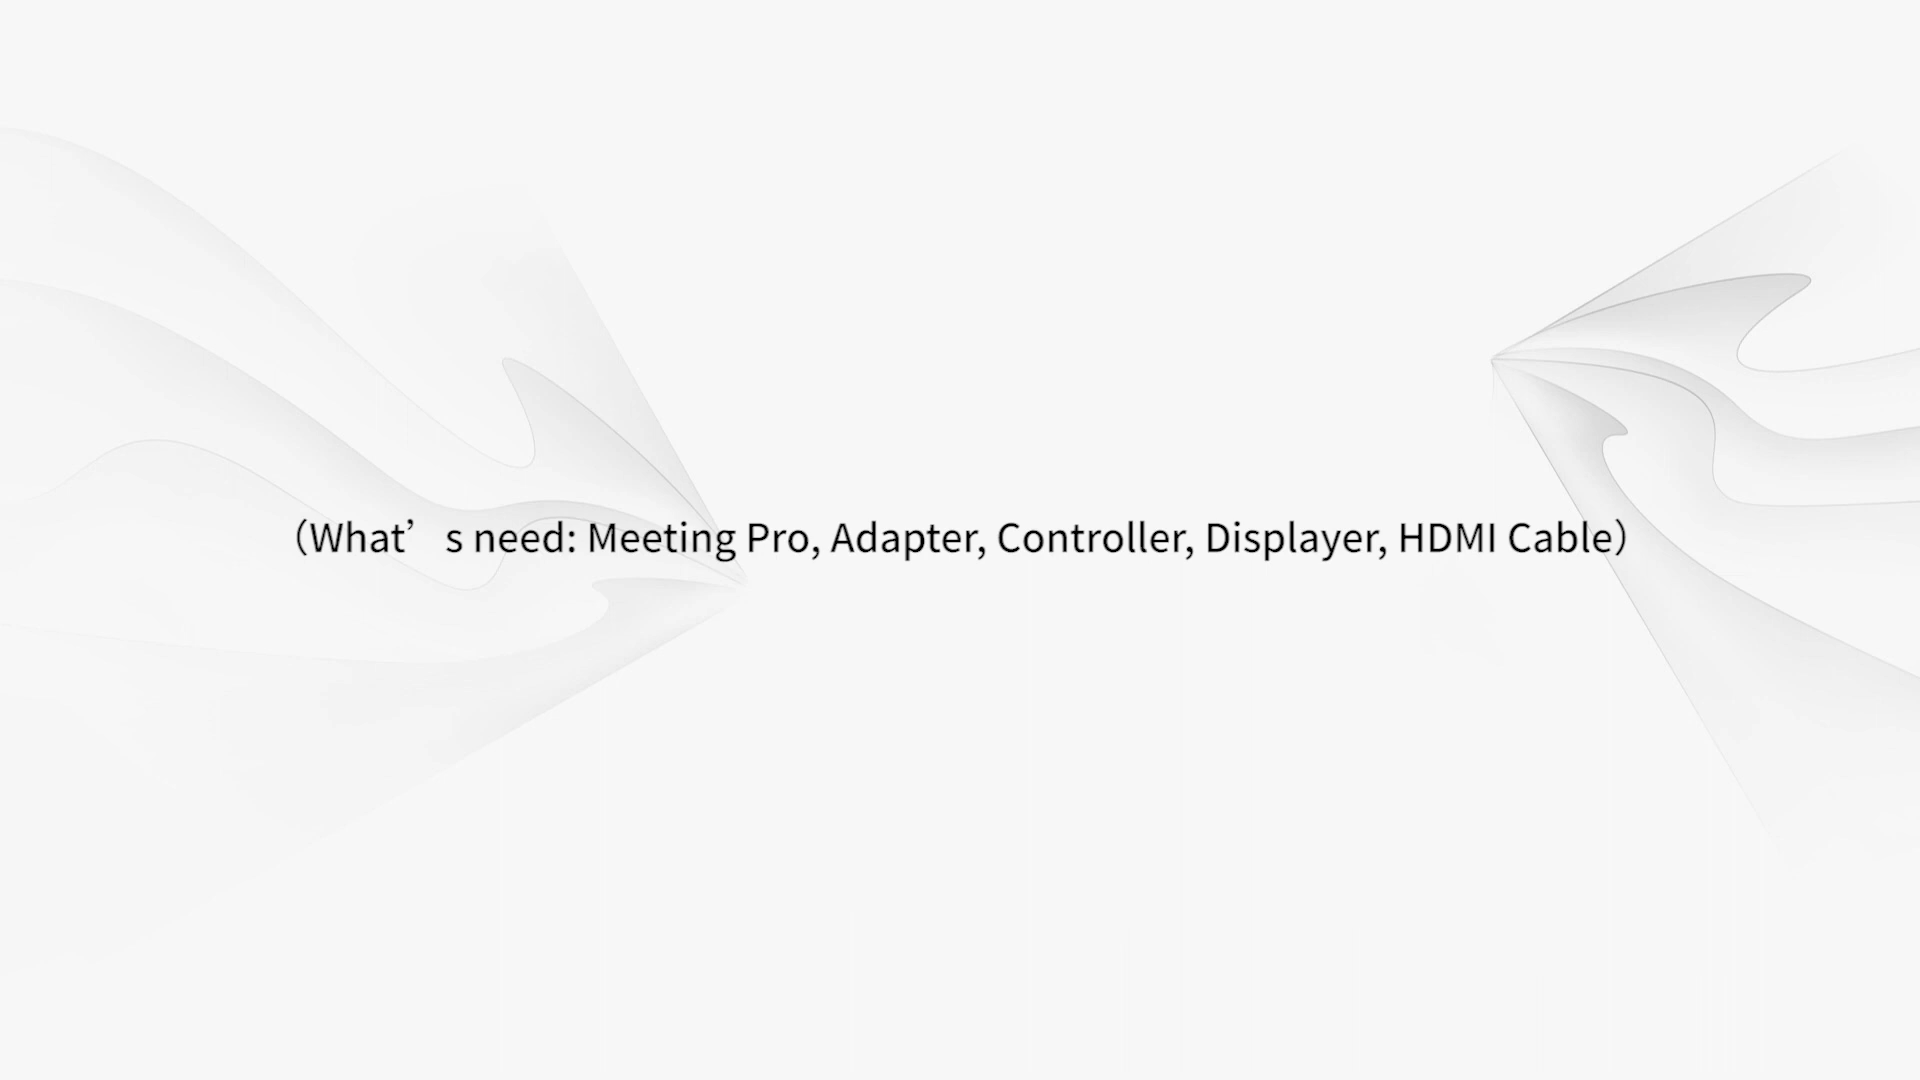 （What’s need: Meeting Pro, Adapter, Controller, Displayer, HDMI Cable）